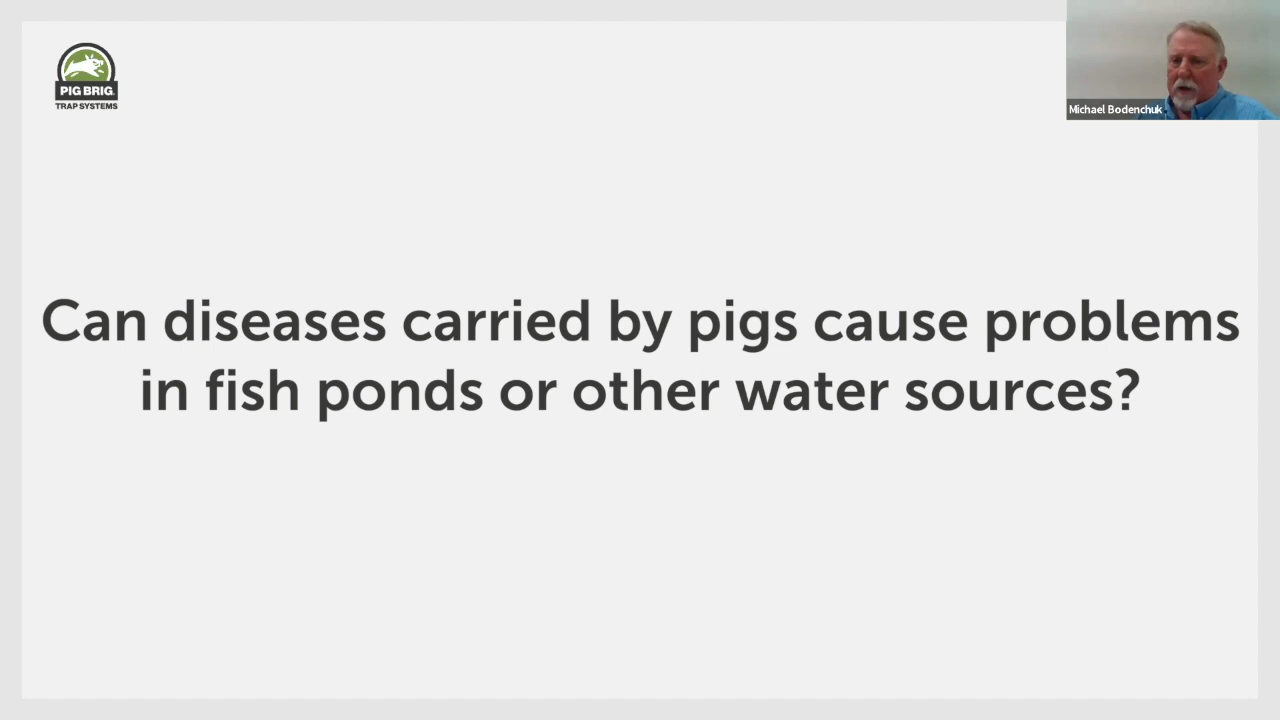 PIG BRIG
TRAP SYSTEMS
Michael Bodenchuk
Can diseases carried by pigs cause problems
in fish ponds or other water sources?